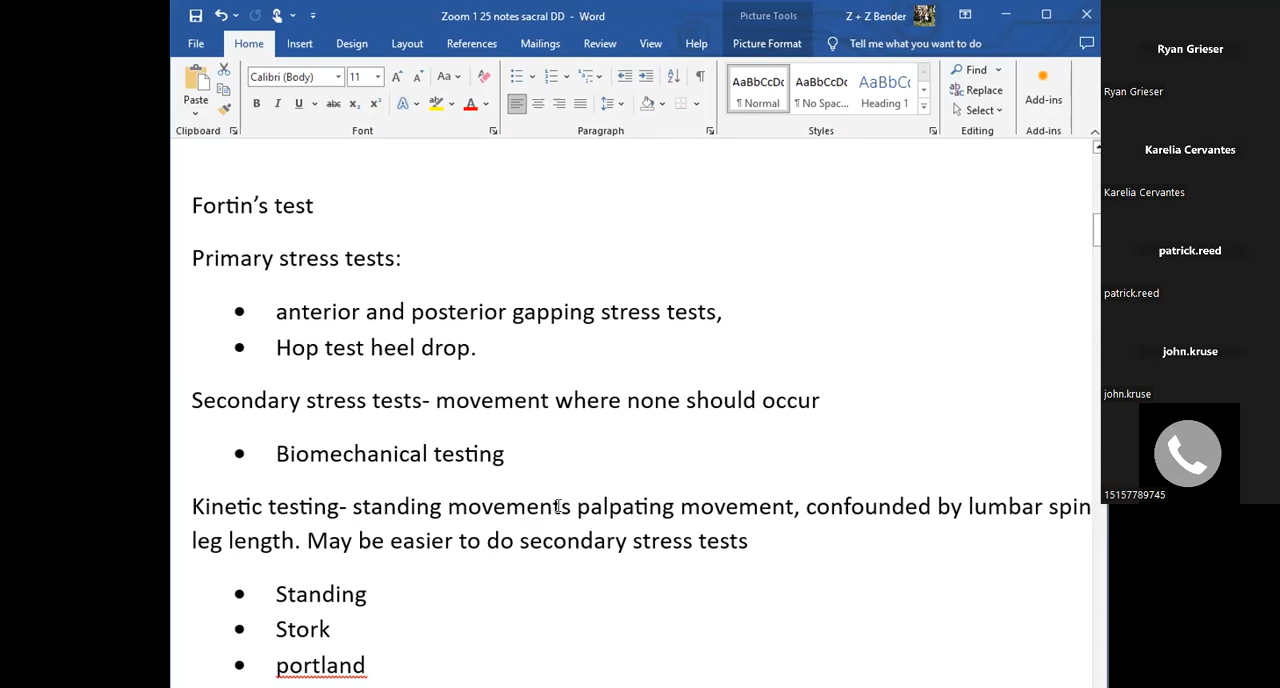 Zoom 1 25 notes sacral DD - Word
Picture Tools
Z + Z Bender
File Home Insert Design Layout References Mailings Review View Help Picture Format Tell me what you want to do
Calibri (Body) 11 Aa
Paste
B I U abc x₂ x² A A
Clipboard Font Paragraph
AaBbCcDc AaBbCcDc AaBbCc
¶ Normal ¶ No Spac... Heading 1
Styles
Find
Replace
Select
Editing
Add-ins
Add-ins
Fortin’s test
Primary stress tests:
• anterior and posterior gapping stress tests,
• Hop test heel drop.
Secondary stress tests- movement where none should occur
• Biomechanical testing
Kinetic testing- standing movements palpating movement, confounded by lumbar spin
leg length. May be easier to do secondary stress tests
• Standing
• Stork
• portland
Ryan Grieser
Ryan Grieser
Karelia Cervantes
Karelia Cervantes
patrick.reed
patrick.reed
john.kruse
john.kruse
15157789745